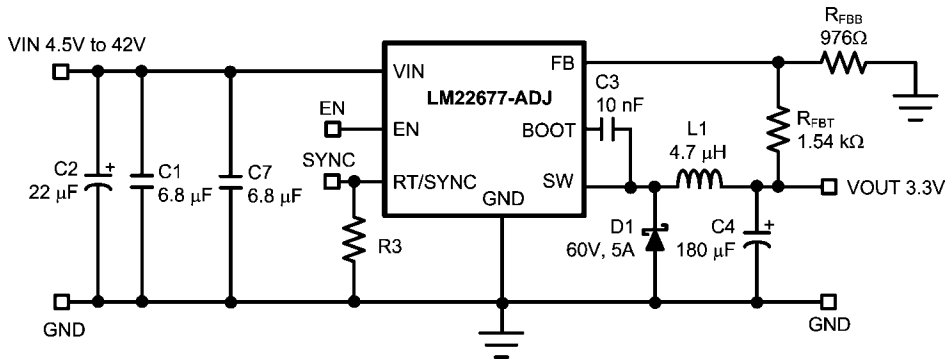 R_FBB
976Ω
VIN 4.5V to 42V
VIN
FB
LM22677-ADJ
C3
10 nF
EN
EN
BOOT
L1
4.7 μH
R_FBT
1.54 kΩ
SYNC
C2 +
22 μF
C1
6.8 μF
C7
6.8 μF
RT/SYNC
SW
GND
VOUT 3.3V
R3
D1
60V, 5A
C4 +
180 μF
GND
GND